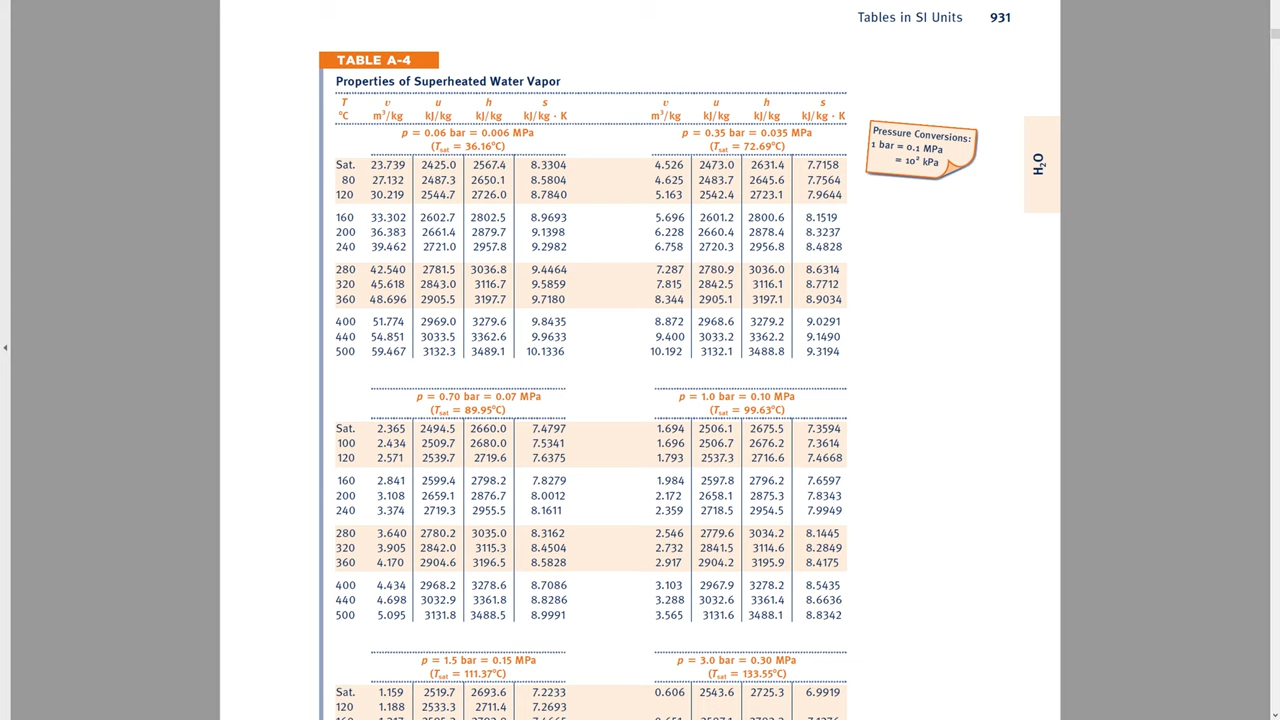 Tables in SI Units 931
TABLE A-4
Properties of Superheated Water Vapor
T v u h s v u h s
°C m³/kg kJ/kg kJ/kg kJ/kg · K m³/kg kJ/kg kJ/kg kJ/kg · K
p = 0.06 bar = 0.006 MPa p = 0.35 bar = 0.035 MPa
(Tsat = 36.16°C) (Tsat = 72.69°C)
Sat. 23.739 2425.0 2567.4 8.3304 4.526 2473.0 2631.4 7.7158
80 27.132 2487.3 2650.1 8.5804 4.625 2483.7 2645.6 7.7564
120 30.219 2544.7 2726.0 8.7840 5.163 2542.4 2723.1 7.9644
160 33.302 2602.7 2802.5 8.9693 5.696 2601.2 2800.6 8.1519
200 36.383 2661.4 2879.7 9.1398 6.228 2660.4 2878.4 8.3237
240 39.462 2721.0 2957.8 9.2982 6.758 2720.3 2956.8 8.4828
280 42.540 2781.5 3036.8 9.4464 7.287 2780.9 3036.0 8.6314
320 45.618 2843.0 3116.7 9.5859 7.815 2842.5 3116.1 8.7712
360 48.696 2905.5 3197.7 9.7180 8.344 2905.1 3197.1 8.9034
400 51.774 2969.0 3279.6 9.8435 8.872 2968.6 3279.2 9.0291
440 54.851 3033.5 3362.6 9.9633 9.400 3033.2 3362.2 9.1490
500 59.467 3132.3 3489.1 10.1336 10.192 3132.1 3488.8 9.3194
p = 0.70 bar = 0.07 MPa p = 1.0 bar = 0.10 MPa
(Tsat = 89.95°C) (Tsat = 99.63°C)
Sat. 2.365 2494.5 2660.0 7.4797 1.694 2506.1 2675.5 7.3594
100 2.434 2509.7 2680.0 7.5341 1.696 2506.7 2676.2 7.3614
120 2.571 2539.7 2719.6 7.6375 1.793 2537.3 2716.6 7.4668
160 2.841 2599.4 2798.2 7.8279 1.984 2597.8 2796.2 7.6597
200 3.108 2659.1 2876.7 8.0012 2.172 2658.1 2875.3 7.8343
240 3.374 2719.3 2955.5 8.1611 2.359 2718.5 2954.5 7.9949
280 3.640 2780.2 3035.0 8.3162 2.546 2779.6 3034.2 8.1445
320 3.905 2842.0 3115.3 8.4504 2.732 2841.5 3114.6 8.2849
360 4.170 2904.6 3196.5 8.5828 2.917 2904.2 3195.9 8.4175
400 4.434 2968.2 3278.6 8.7086 3.103 2967.9 3278.2 8.5435
440 4.698 3032.9 3361.8 8.8286 3.288 3032.6 3361.4 8.6636
500 5.095 3131.8 3488.5 8.9991 3.565 3131.6 3488.1 8.8342
p = 1.5 bar = 0.15 MPa p = 3.0 bar = 0.30 MPa
(Tsat = 111.37°C) (Tsat = 133.55°C)
Sat. 1.159 2519.7 2693.6 7.2233 0.606 2543.6 2725.3 6.9919
120 1.188 2533.3 2711.4 7.2693
Pressure Conversions:
1 bar = 0.1 MPa
= 10² kPa
H₂O